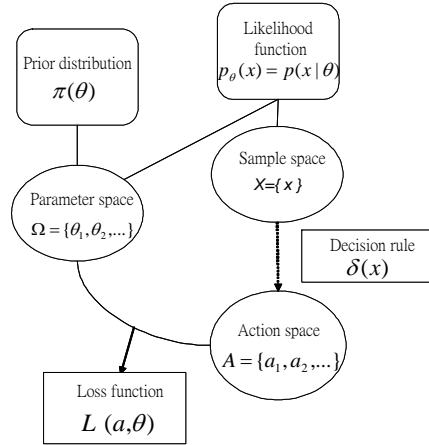 Likelihood
function
p_θ(x) = p(x | θ)
Prior distribution
π(θ)
Sample space
X={x}
Parameter space
Ω = {θ₁,θ₂,...}
Decision rule
δ(x)
Action space
A = {a₁, a₂,...}
Loss function
L (a,θ)